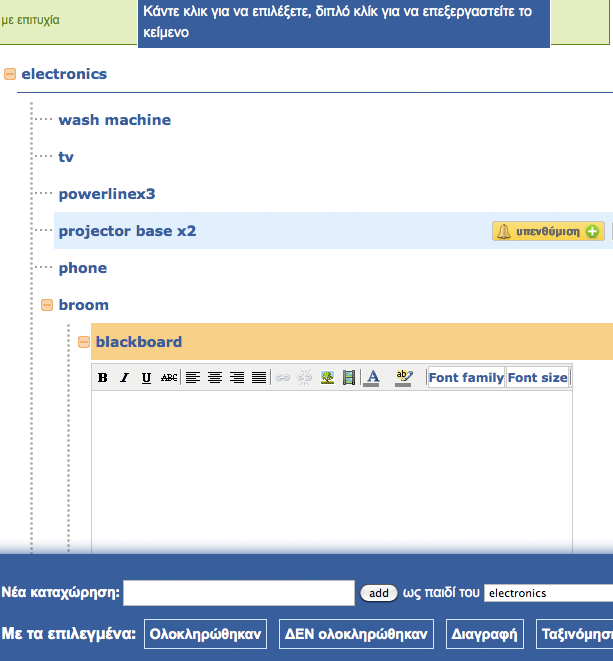 με επιτυχία
Κάντε κλικ για να επιλέξετε, διπλό κλίκ για να επεξεργαστείτε το
κείμενο
electronics
wash machine
tv
powerlinex3
projector base x2
υπενθύμιση
phone
broom
blackboard
B I U ABC A ab Font family Font size
Νέα καταχώρηση: add ως παιδί του electronics
Με τα επιλεγμένα: Ολοκληρώθηκαν ΔΕΝ ολοκληρώθηκαν Διαγραφή